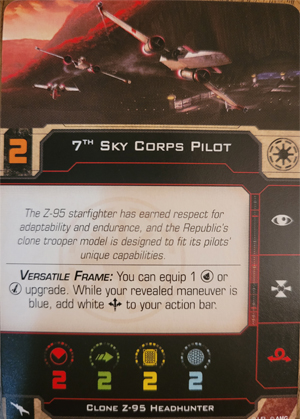 2
7TH SKY CORPS PILOT
The Z-95 starfighter has earned respect for
adaptability and endurance, and the Republic's
clone trooper model is designed to fit its pilots'
unique capabilities.
VERSATILE FRAME: You can equip 1 or
upgrade. While your revealed maneuver is
blue, add white to your action bar.
2 2 2 2
CLONE Z-95 HEADHUNTER